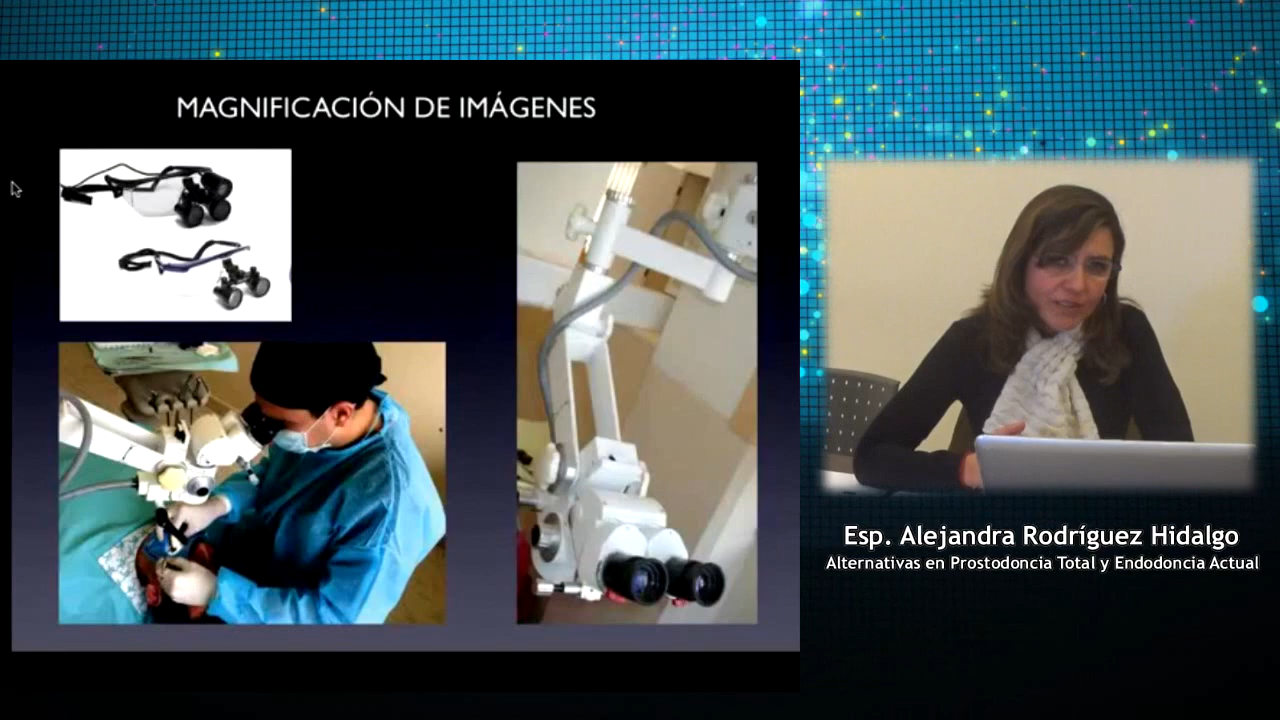 MAGNIFICACIÓN DE IMÁGENES
Esp. Alejandra Rodríguez Hidalgo
Alternativas en Prostodoncia Total y Endodoncia Actual